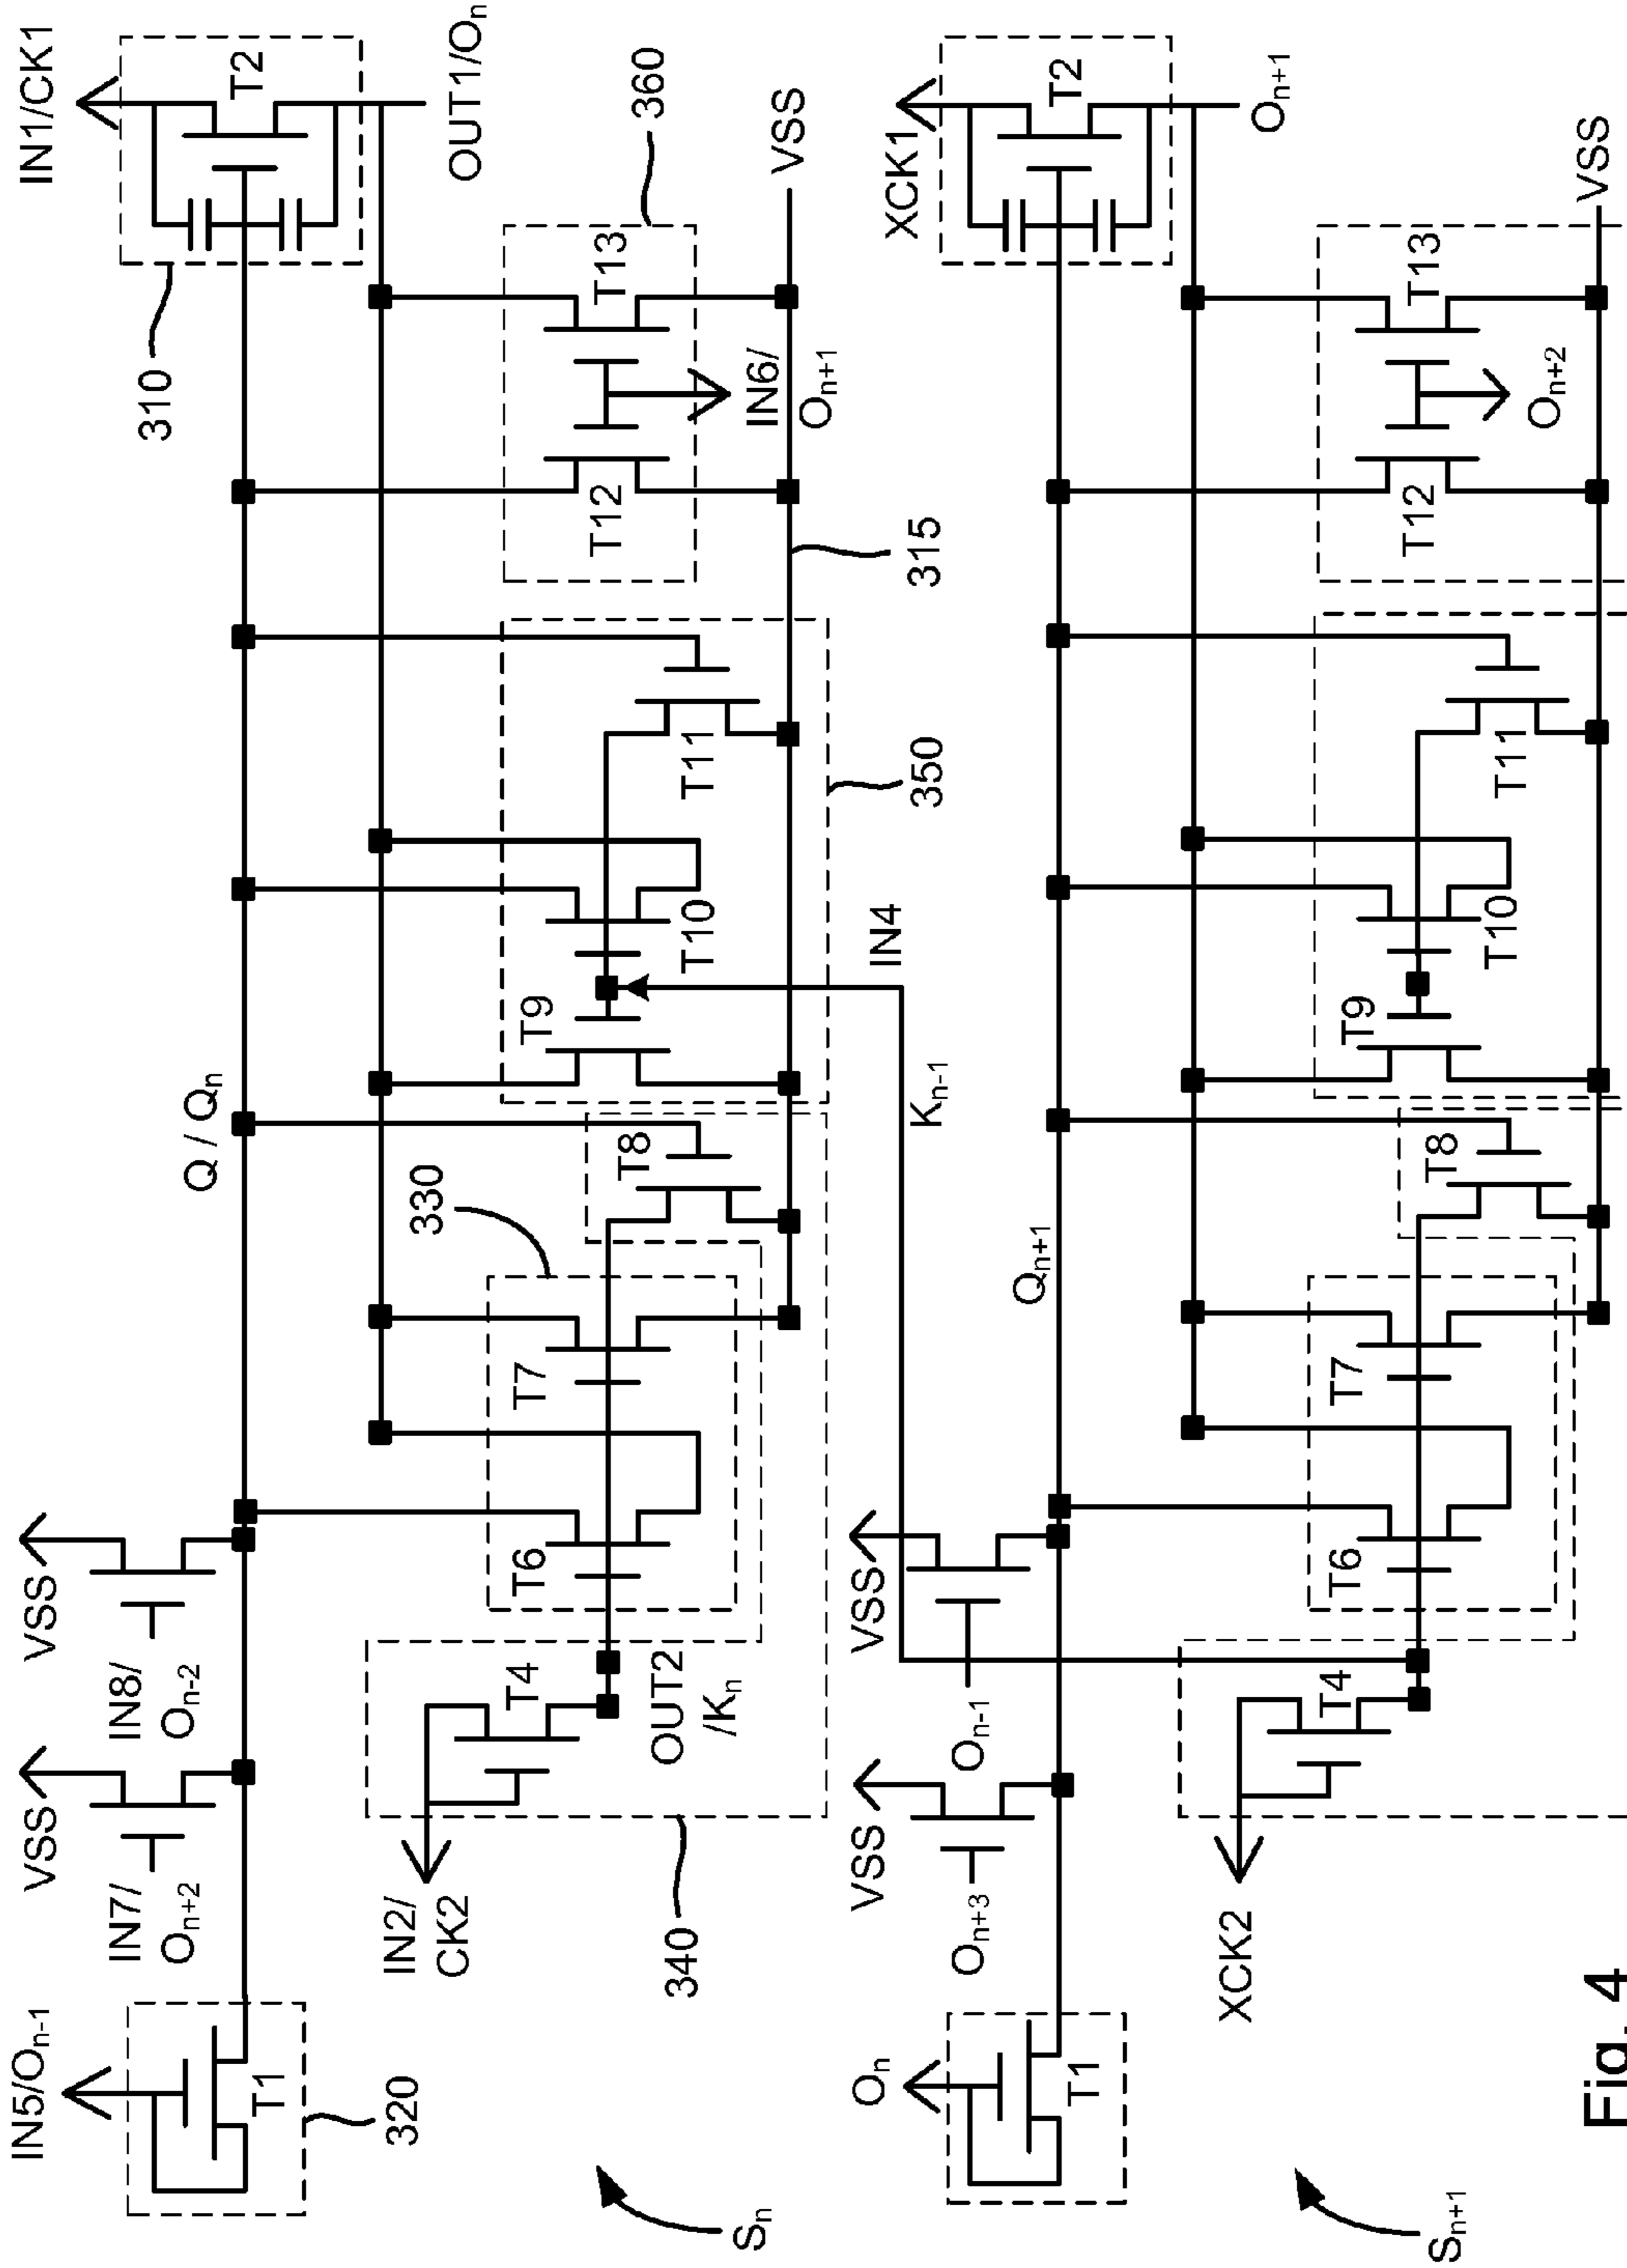 IN5/On-1
T1
320
IN7/
On+2
VSS
IN8/
On-2
VSS
Q / Qn
IN1/CK1
T2
310
OUT1/On
IN2/
CK2
T4
OUT2
/Kn
340
T6
T7
330
T8
T9
T10
T11
350
IN4
Kn-1
T12
T13
360
IN6/
On+1
315
VSS
Sn
On
T1
On+3
VSS
On-1
VSS
Qn+1
XCK1
T2
On+1
XCK2
T4
T6
T7
T8
T9
T10
T11
T12
T13
On+2
VSS
Sn+1
Fig. 4